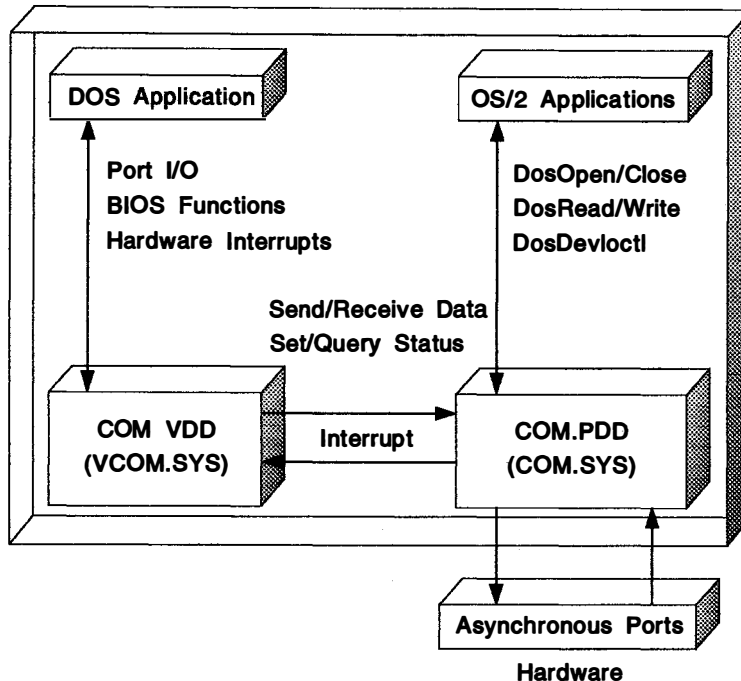 DOS Application
OS/2 Applications
Port I/O
BIOS Functions
Hardware Interrupts
DosOpen/Close
DosRead/Write
DosDevIoctl
Send/Receive Data
Set/Query Status
COM VDD
(VCOM.SYS)
Interrupt
COM.PDD
(COM.SYS)
Asynchronous Ports
Hardware